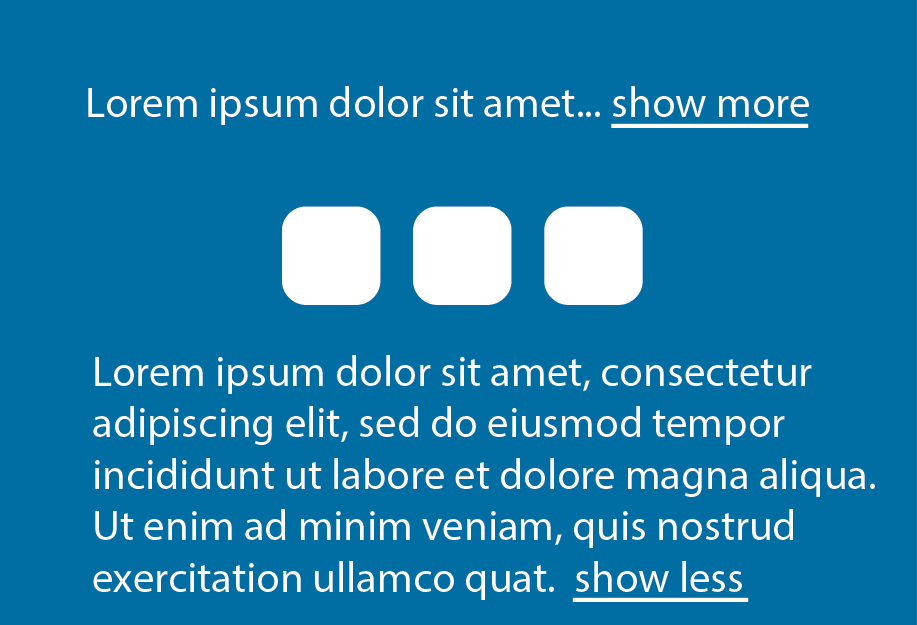 Lorem ipsum dolor sit amet... show more
Lorem ipsum dolor sit amet, consectetur
adipiscing elit, sed do eiusmod tempor
incididunt ut labore et dolore magna aliqua.
Ut enim ad minim veniam, quis nostrud
exercitation ullamco quat. show less